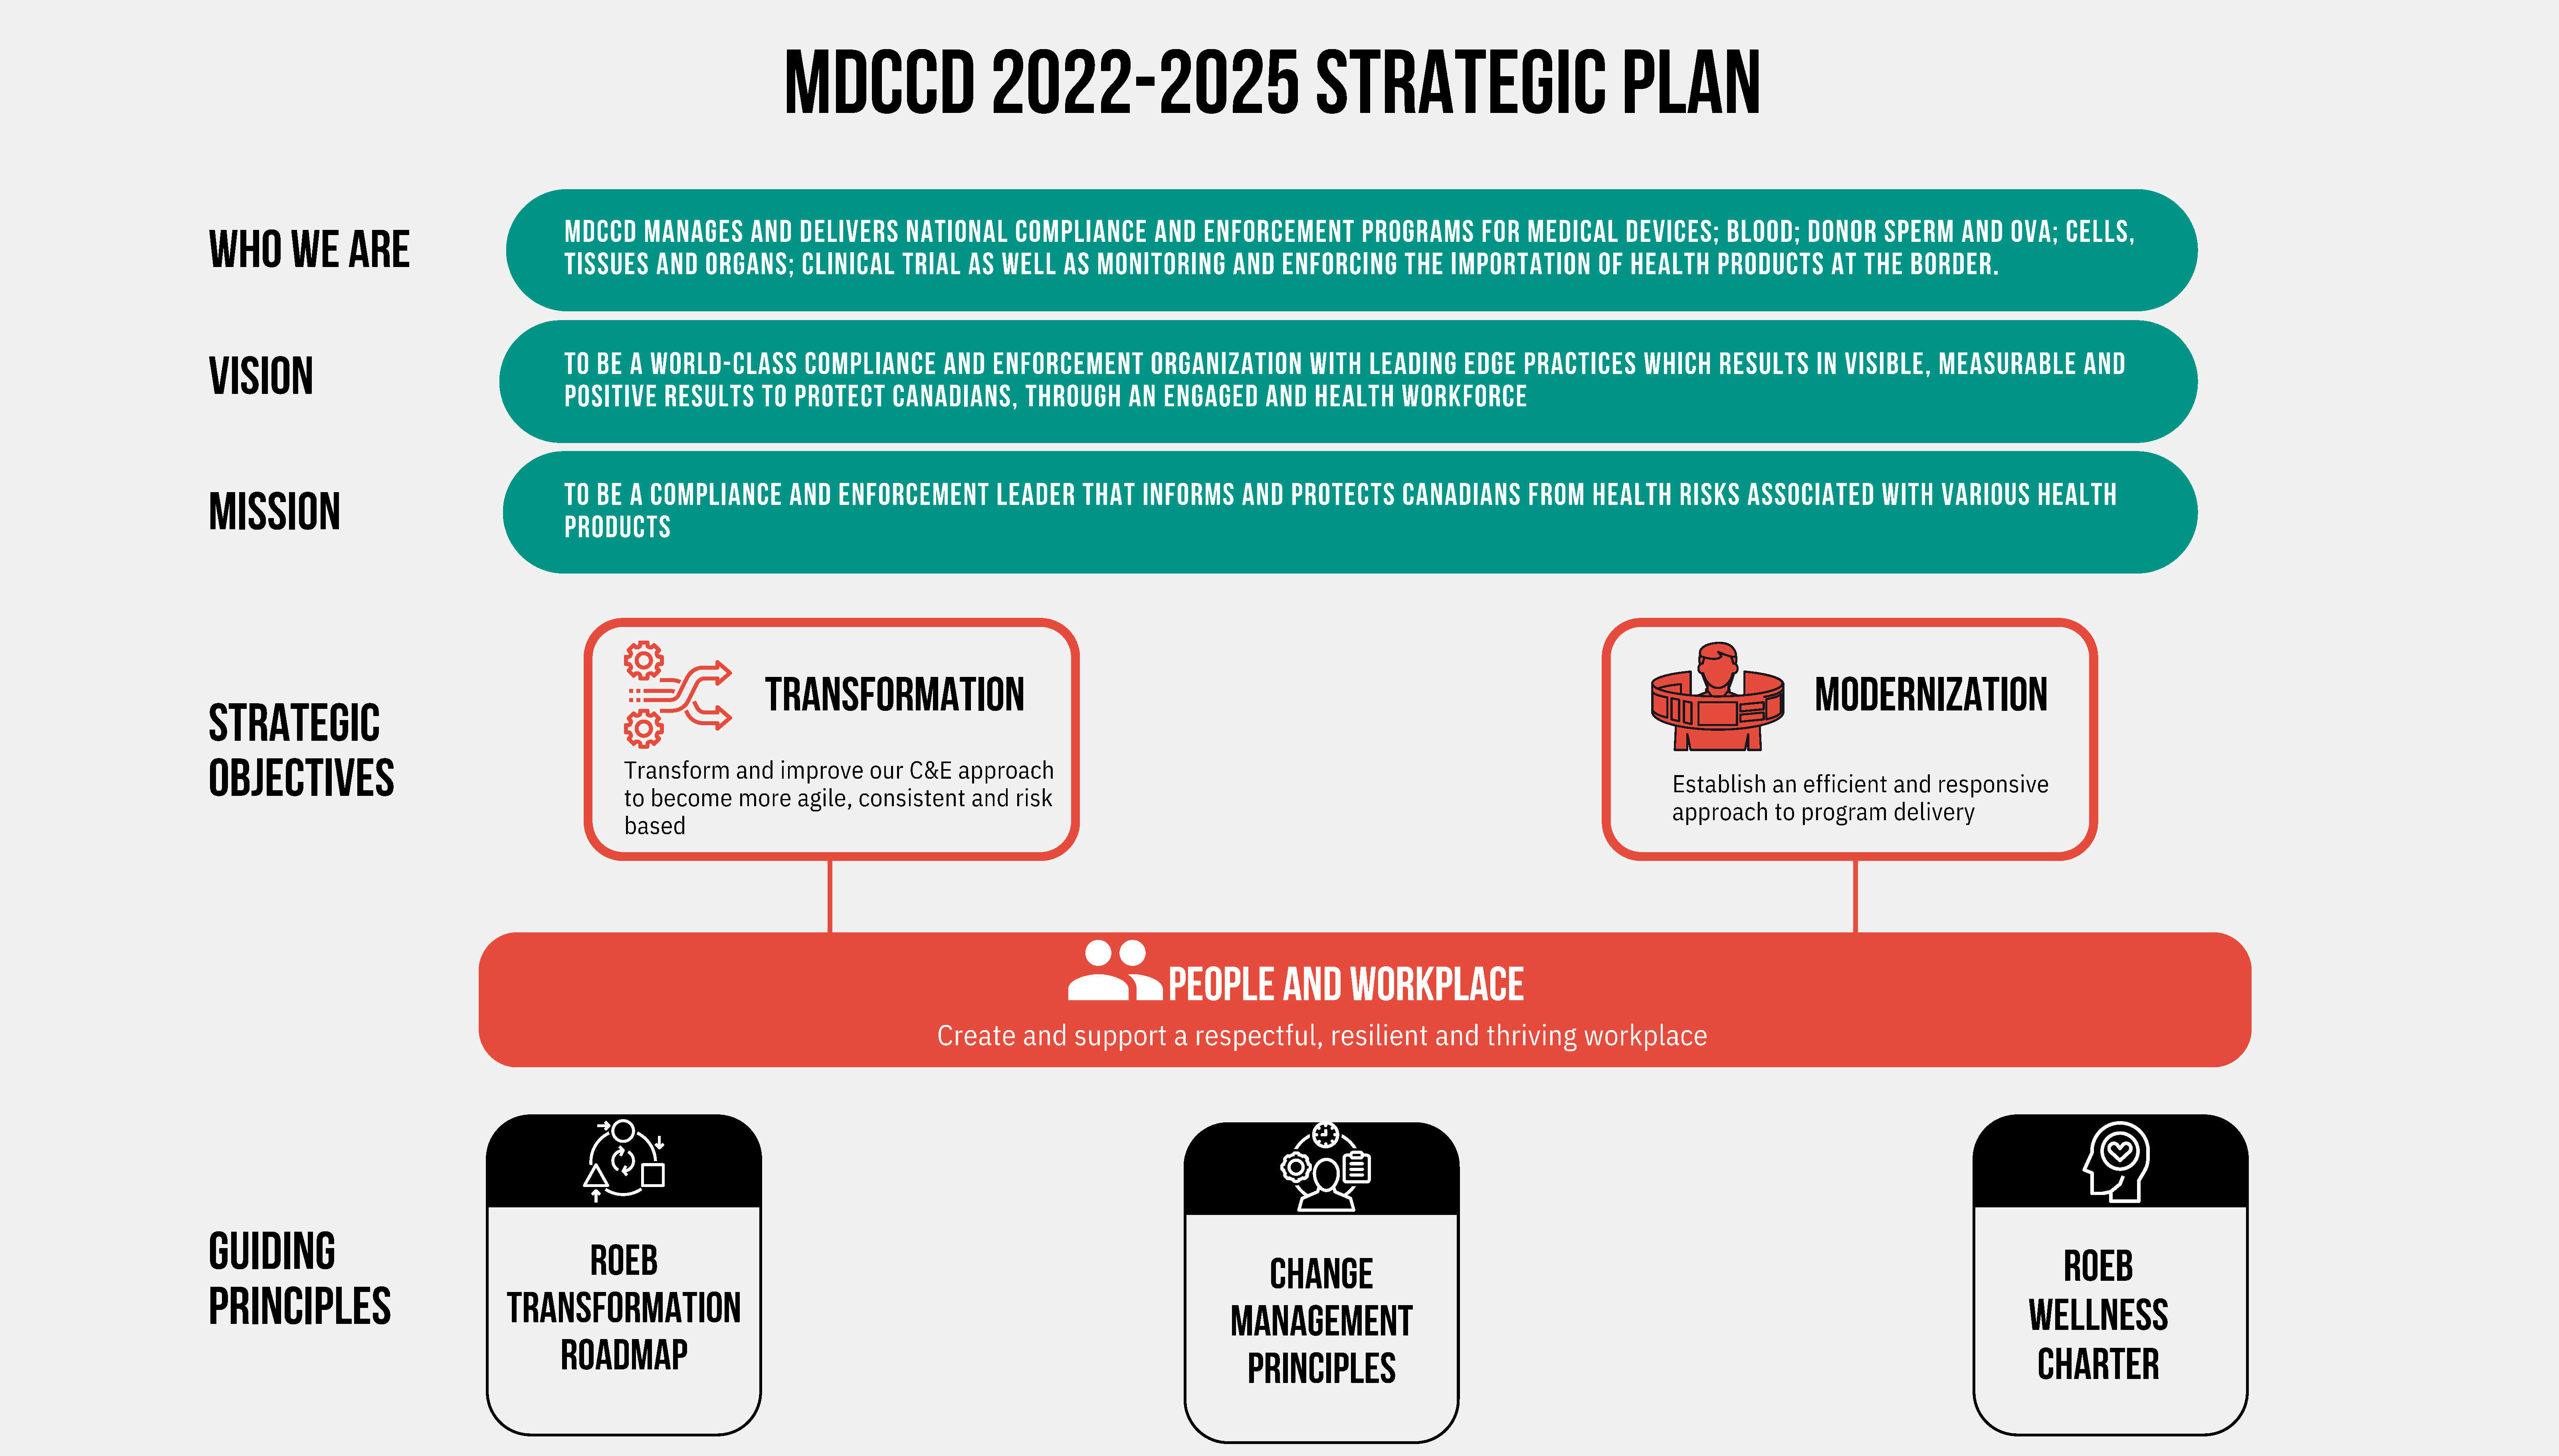 MDCCD 2022-2025 STRATEGIC PLAN
WHO WE ARE
MDCCD MANAGES AND DELIVERS NATIONAL COMPLIANCE AND ENFORCEMENT PROGRAMS FOR MEDICAL DEVICES; BLOOD; DONOR SPERM AND OVA; CELLS,
TISSUES AND ORGANS; CLINICAL TRIAL AS WELL AS MONITORING AND ENFORCING THE IMPORTATION OF HEALTH PRODUCTS AT THE BORDER.
VISION
TO BE A WORLD-CLASS COMPLIANCE AND ENFORCEMENT ORGANIZATION WITH LEADING EDGE PRACTICES WHICH RESULTS IN VISIBLE, MEASURABLE AND
POSITIVE RESULTS TO PROTECT CANADIANS, THROUGH AN ENGAGED AND HEALTH WORKFORCE
MISSION
TO BE A COMPLIANCE AND ENFORCEMENT LEADER THAT INFORMS AND PROTECTS CANADIANS FROM HEALTH RISKS ASSOCIATED WITH VARIOUS HEALTH
PRODUCTS
STRATEGIC
OBJECTIVES
TRANSFORMATION
Transform and improve our C&E approach
to become more agile, consistent and risk
based
MODERNIZATION
Establish an efficient and responsive
approach to program delivery
PEOPLE AND WORKPLACE
Create and support a respectful, resilient and thriving workplace
GUIDING
PRINCIPLES
ROEB
TRANSFORMATION
ROADMAP
CHANGE
MANAGEMENT
PRINCIPLES
ROEB
WELLNESS
CHARTER